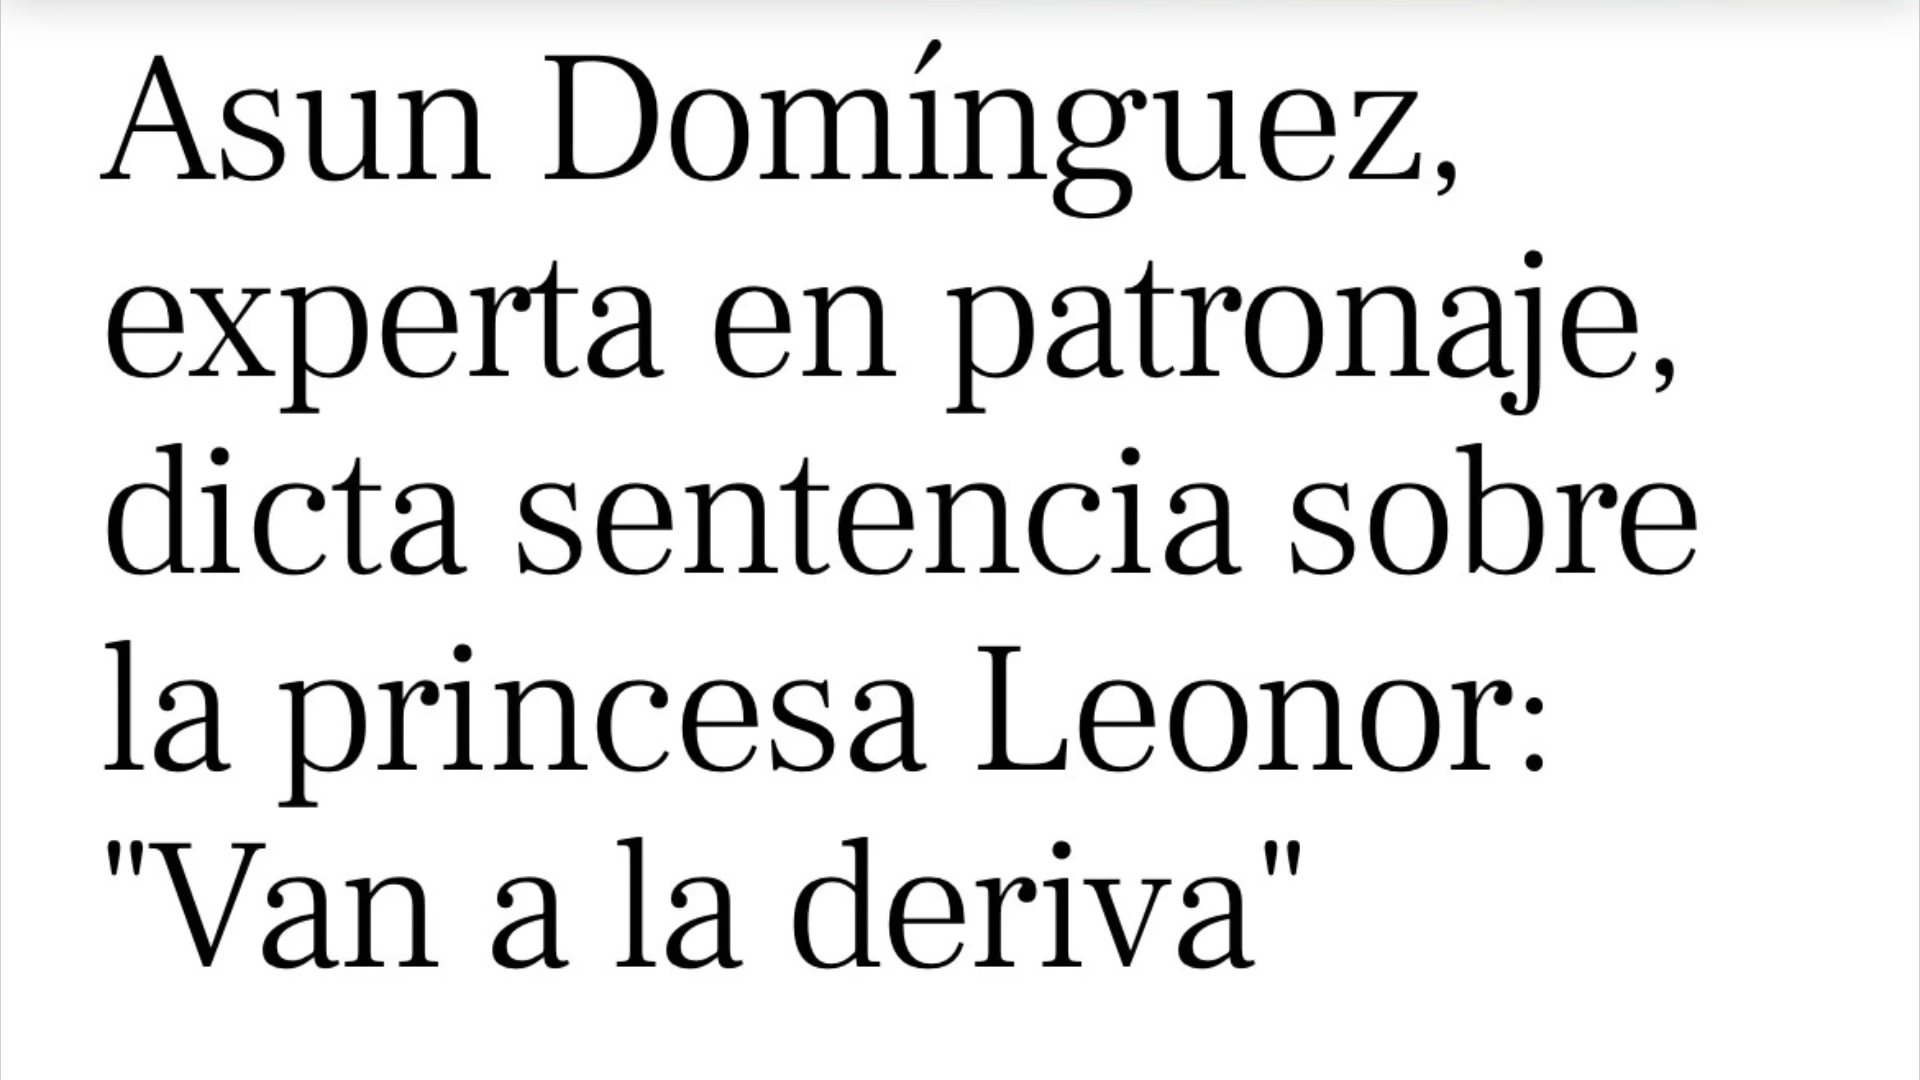 Asun Domínguez,
experta en patronaje,
dicta sentencia sobre
la princesa Leonor:
"Van a la deriva"